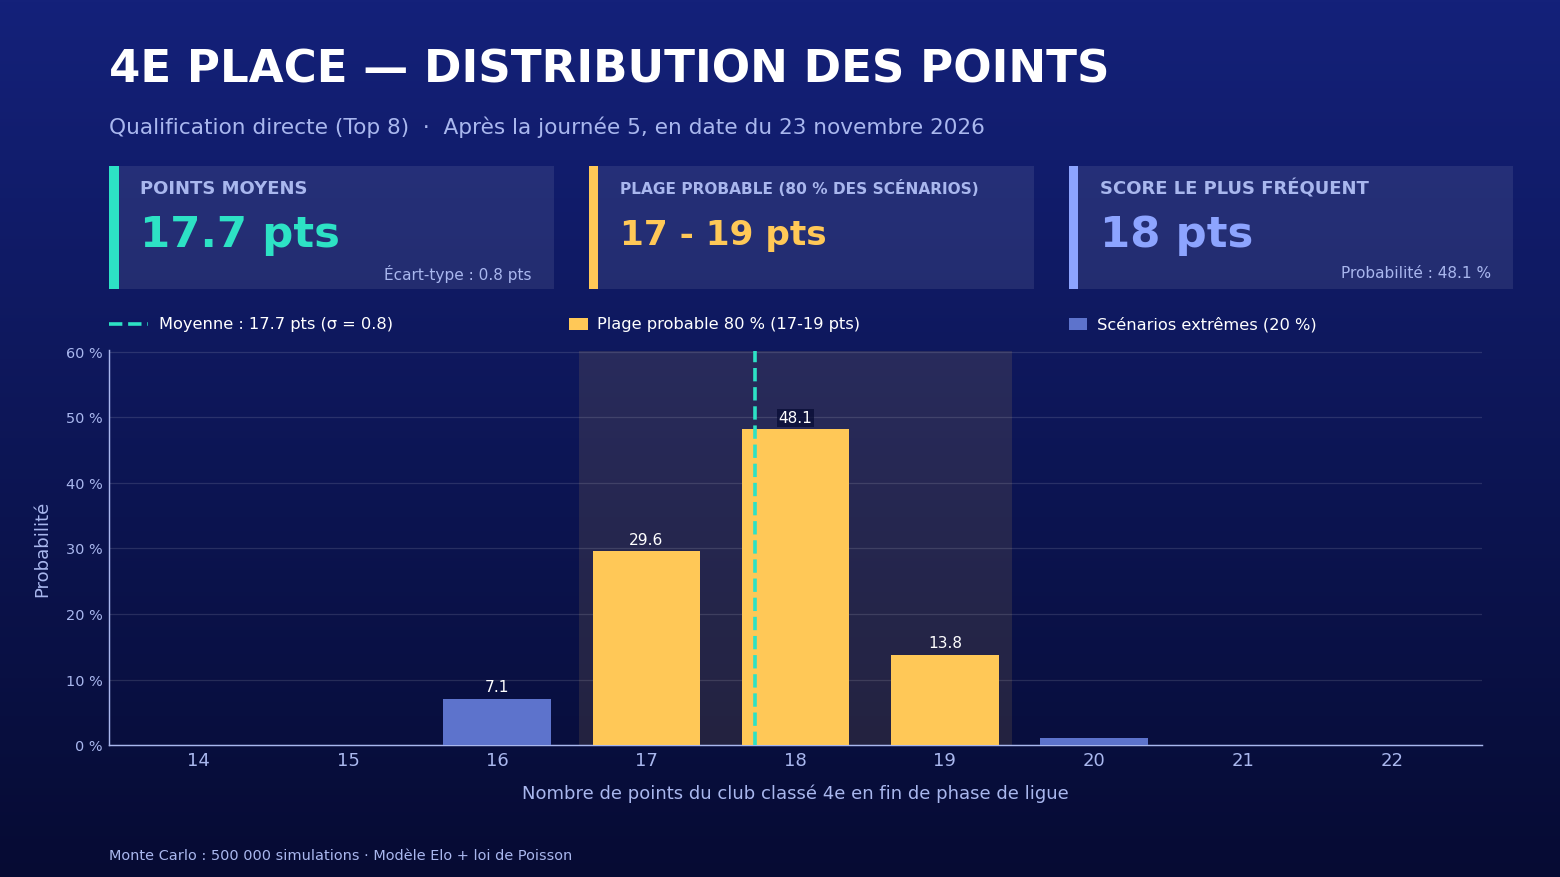 4E PLACE — DISTRIBUTION DES POINTS
Qualification directe (Top 8) · Après la journée 5, en date du 23 novembre 2026
POINTS MOYENS
17.7 pts
Écart-type : 0.8 pts
PLAGE PROBABLE (80 % DES SCÉNARIOS)
17 - 19 pts
SCORE LE PLUS FRÉQUENT
18 pts
Probabilité : 48.1 %
Moyenne : 17.7 pts (σ = 0.8)
Plage probable 80 % (17-19 pts)
Scénarios extrêmes (20 %)
Probabilité
60 %
50 %
40 %
30 %
20 %
10 %
0 %
7.1
29.6
48.1
13.8
14 15 16 17 18 19 20 21 22
Nombre de points du club classé 4e en fin de phase de ligue
Monte Carlo : 500 000 simulations · Modèle Elo + loi de Poisson